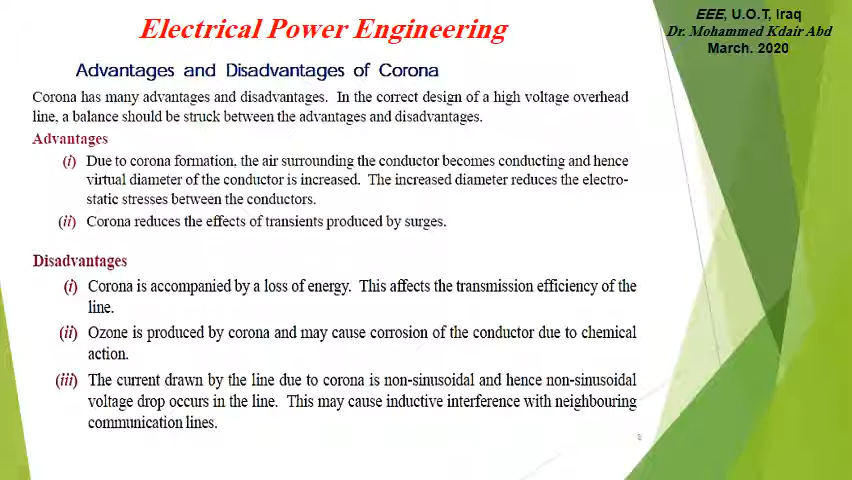 Electrical Power Engineering
EEE, U.O.T, Iraq
Dr. Mohammed Kdair Abd
March. 2020
Advantages and Disadvantages of Corona
Corona has many advantages and disadvantages. In the correct design of a high voltage overhead
line, a balance should be struck between the advantages and disadvantages.
Advantages
(i) Due to corona formation, the air surrounding the conductor becomes conducting and hence
virtual diameter of the conductor is increased. The increased diameter reduces the electro-
static stresses between the conductors.
(ii) Corona reduces the effects of transients produced by surges.
Disadvantages
(i) Corona is accompanied by a loss of energy. This affects the transmission efficiency of the
line.
(ii) Ozone is produced by corona and may cause corrosion of the conductor due to chemical
action.
(iii) The current drawn by the line due to corona is non-sinusoidal and hence non-sinusoidal
voltage drop occurs in the line. This may cause inductive interference with neighbouring
communication lines.